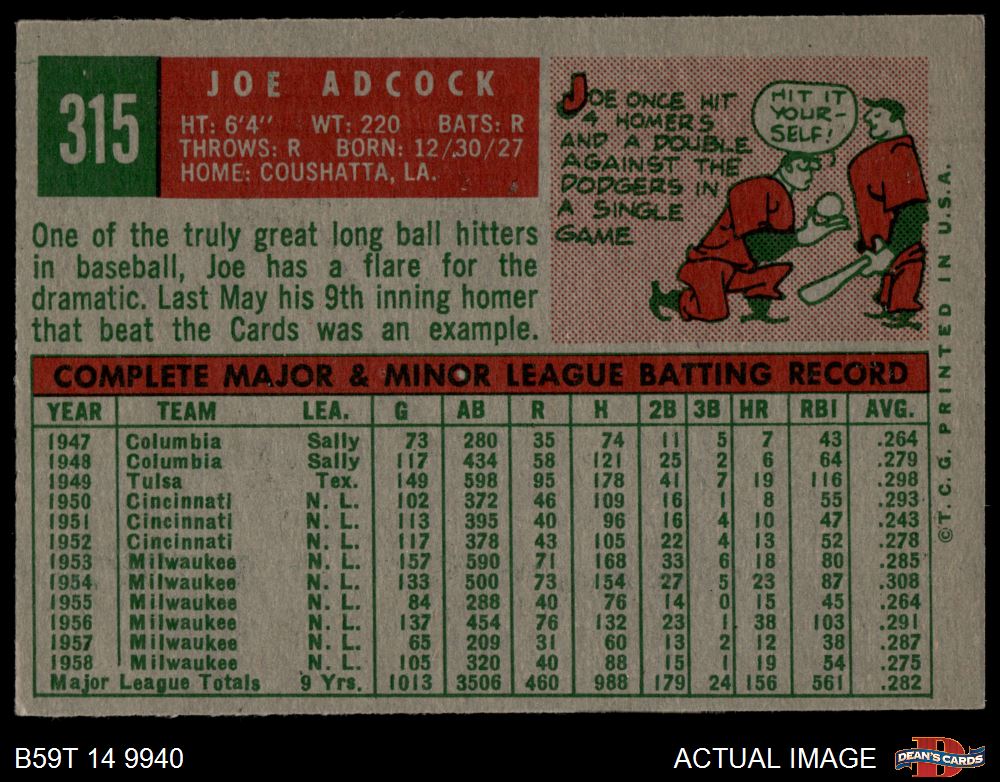 315
JOE ADCOCK
HT: 6'4" WT: 220 BATS: R
THROWS: R BORN: 12/30/27
HOME: COUSHATTA, LA.
JOE ONCE HIT
4 HOMERS
AND A DOUBLE
AGAINST THE
DODGERS IN
A SINGLE
GAME
HIT IT
YOUR-
SELF!
One of the truly great long ball hitters
in baseball, Joe has a flare for the
dramatic. Last May his 9th inning homer
that beat the Cards was an example.
COMPLETE MAJOR & MINOR LEAGUE BATTING RECORD
YEAR TEAM LEA. G AB R H 2B 3B HR RBI AVG.
1947 Columbia Sally 73 280 35 74 11 5 7 43 .264
1948 Columbia Sally 117 434 58 121 25 2 6 64 .279
1949 Tulsa Tex. 149 598 95 178 41 7 19 116 .298
1950 Cincinnati N. L. 102 372 46 109 16 1 8 55 .293
1951 Cincinnati N. L. 113 395 40 96 16 4 10 47 .243
1952 Cincinnati N. L. 117 378 43 105 22 4 13 52 .278
1953 Milwaukee N. L. 157 590 71 168 33 6 18 80 .285
1954 Milwaukee N. L. 133 500 73 154 27 5 23 87 .308
1955 Milwaukee N. L. 84 288 40 76 14 0 15 45 .264
1956 Milwaukee N. L. 137 454 76 132 23 1 38 103 .291
1957 Milwaukee N. L. 65 209 31 60 13 2 12 38 .287
1958 Milwaukee N. L. 105 320 40 88 15 1 19 54 .275
Major League Totals 9 Yrs. 1013 3506 460 988 179 24 156 561 .282
©T. C. G. PRINTED IN U.S.A.
B59T 14 9940
ACTUAL IMAGE
D
DEAN'S CARDS